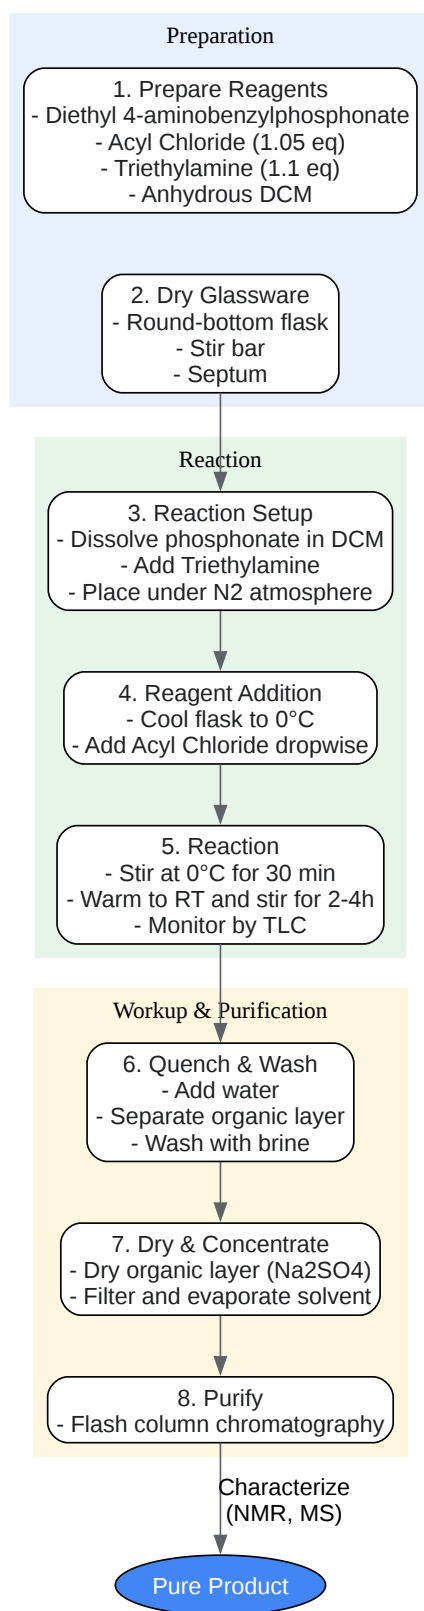 Preparation
1. Prepare Reagents
- Diethyl 4-aminobenzylphosphonate
- Acyl Chloride (1.05 eq)
- Triethylamine (1.1 eq)
- Anhydrous DCM
2. Dry Glassware
- Round-bottom flask
- Stir bar
- Septum
Reaction
3. Reaction Setup
- Dissolve phosphonate in DCM
- Add Triethylamine
- Place under N2 atmosphere
4. Reagent Addition
- Cool flask to 0°C
- Add Acyl Chloride dropwise
5. Reaction
- Stir at 0°C for 30 min
- Warm to RT and stir for 2-4h
- Monitor by TLC
Workup & Purification
6. Quench & Wash
- Add water
- Separate organic layer
- Wash with brine
7. Dry & Concentrate
- Dry organic layer (Na2SO4)
- Filter and evaporate solvent
8. Purify
- Flash column chromatography
Characterize
(NMR, MS)
Pure Product